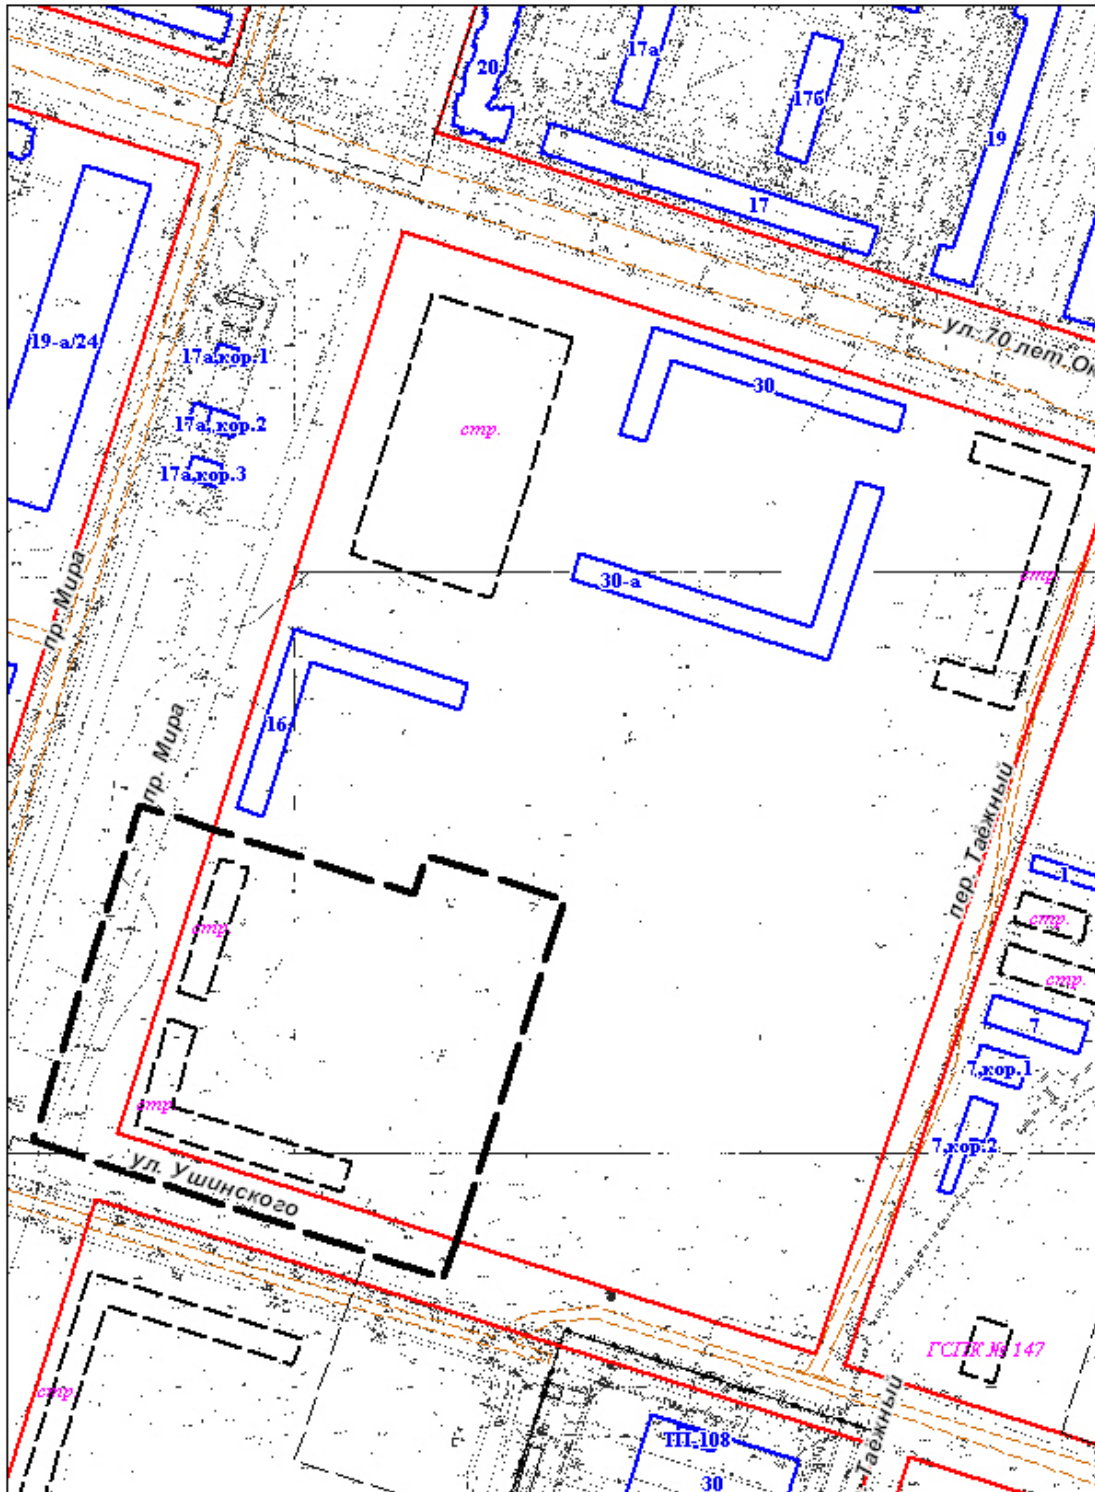 20
17а
17б
19
17
ул. 70 лет. Ок
19-а/24
17а,кор.1
30
17а, кор.2
стр.
17а,кор.3
стр.
30-а
пр. Мира
16
пр. Мира
пер. Таёжный
1
стр.
стр.
стр.
7
7,кор.1
стр.
7,кор.2
ул. Ушинского
ГСПК № 147
стр.
Таёжный
ТП-108
30